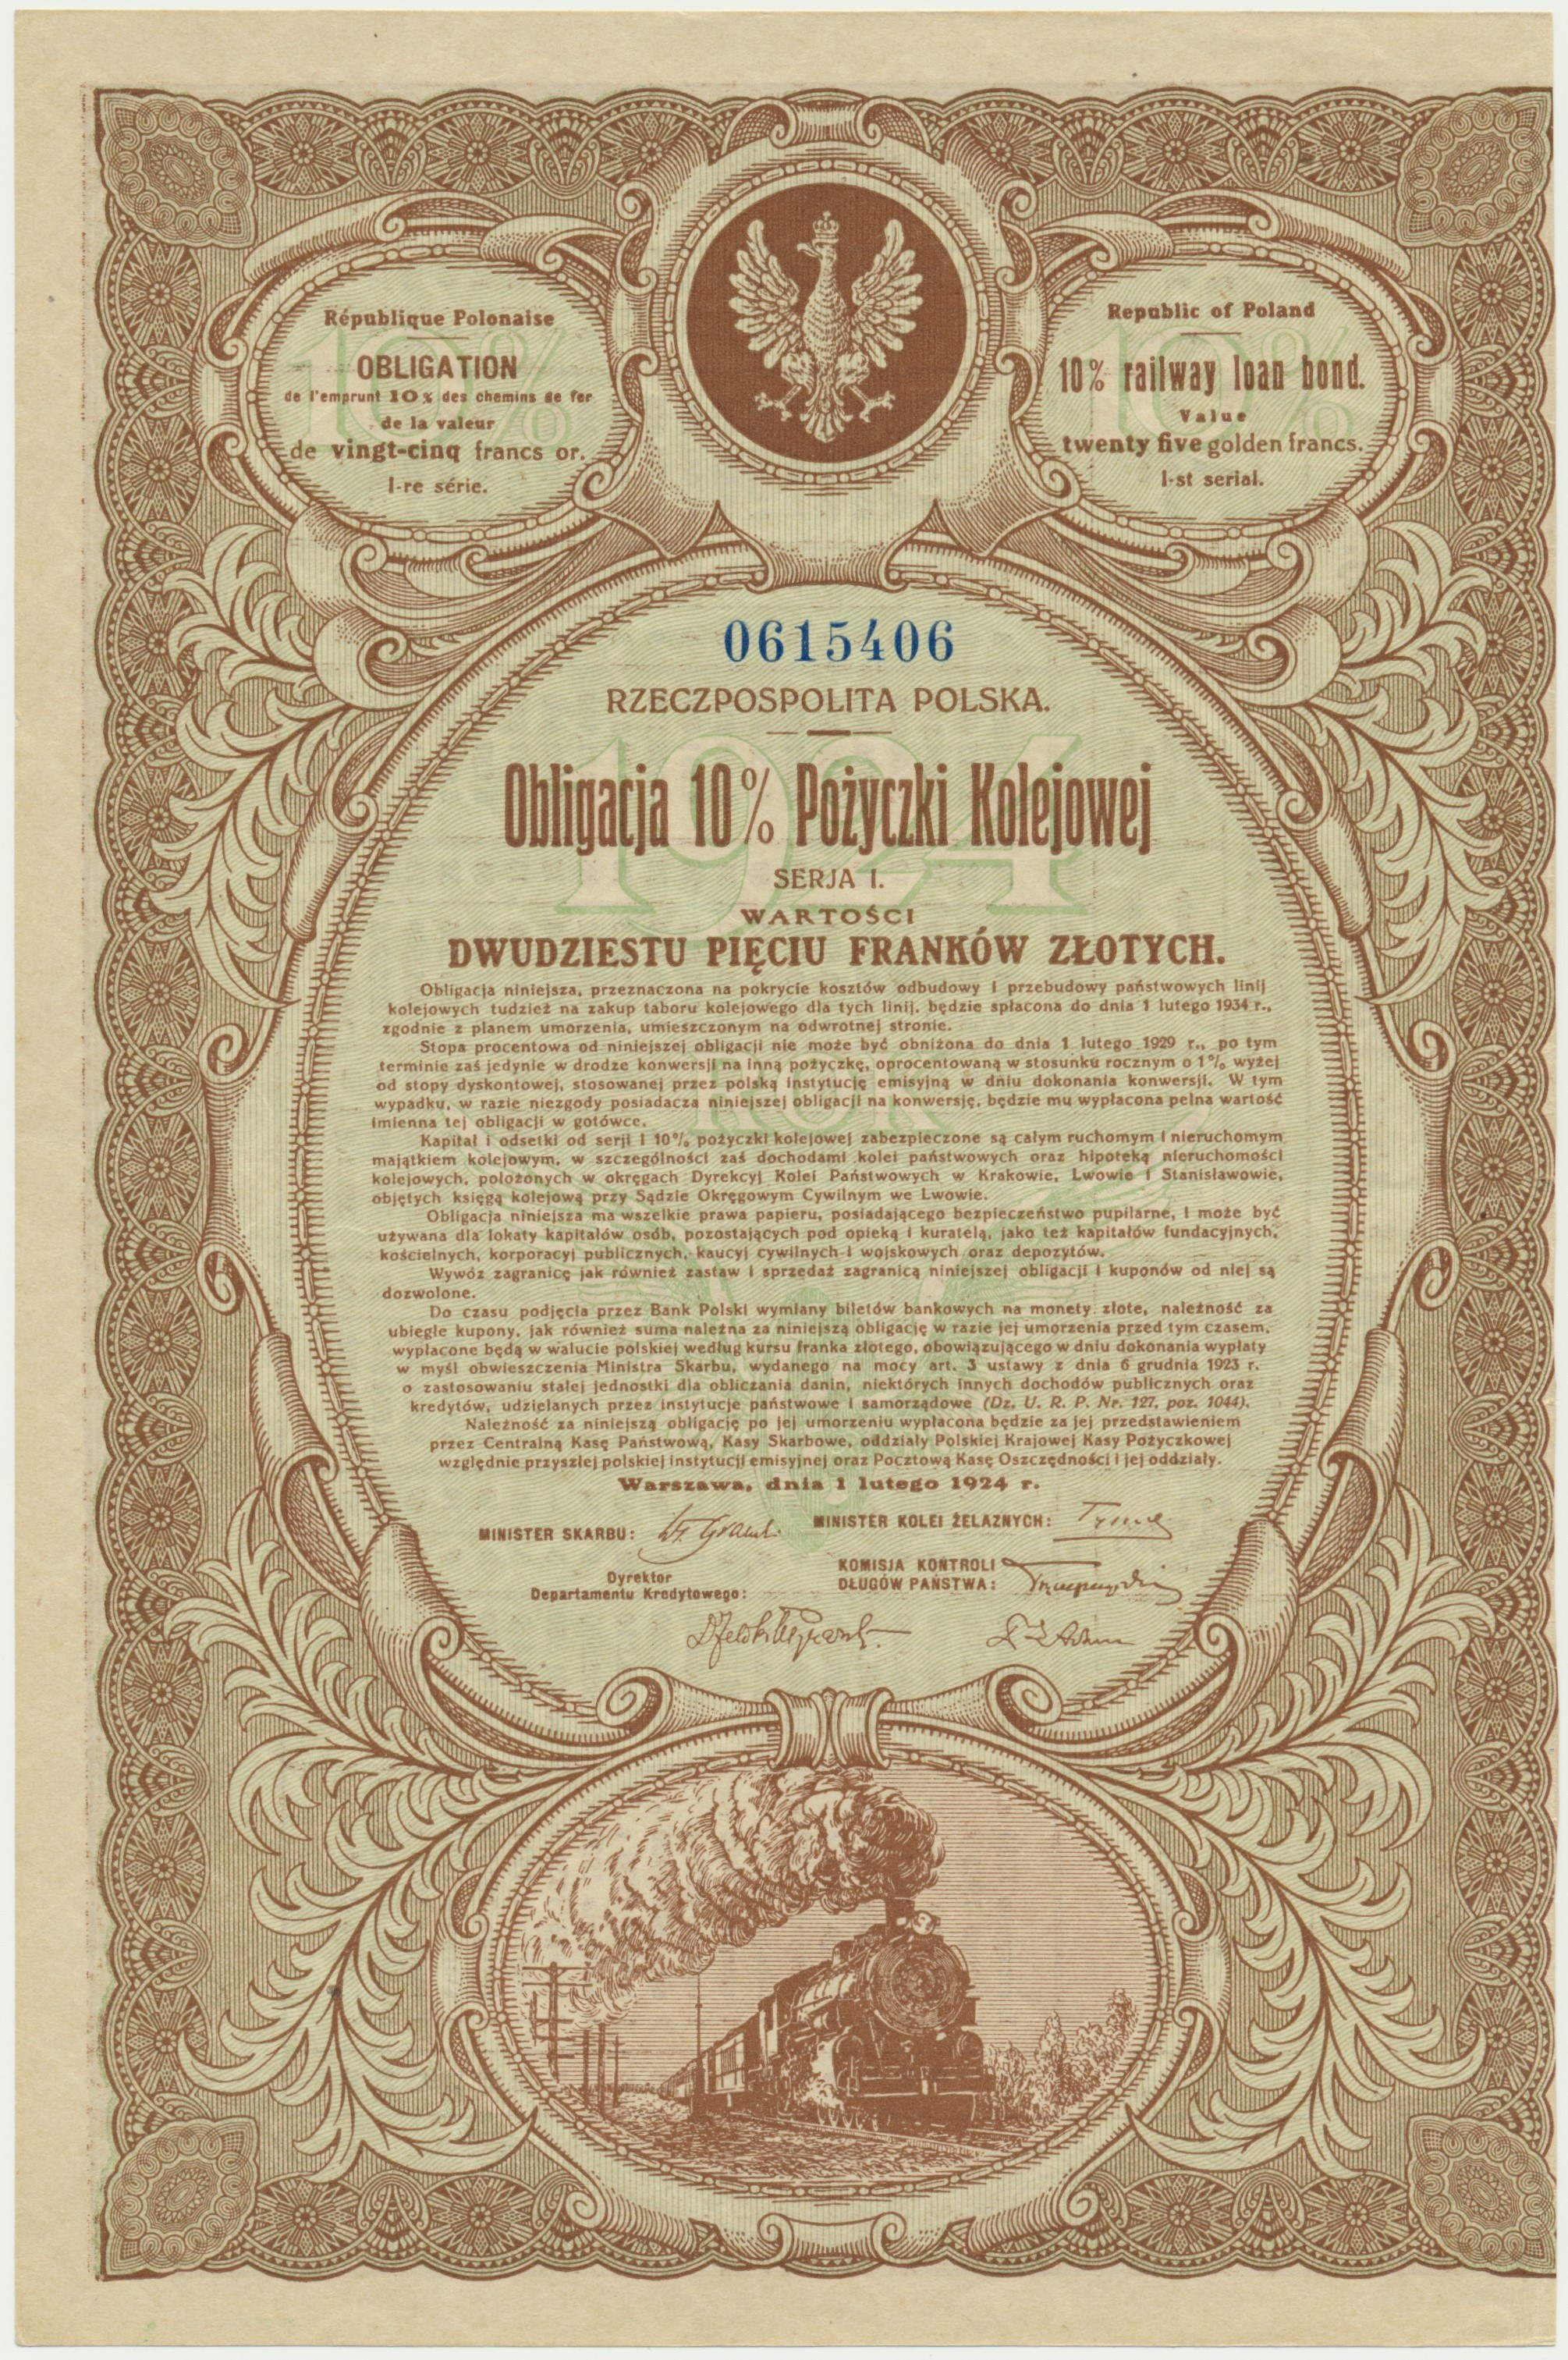 République Polonaise
OBLIGATION
de l'emprunt 10% des chemins de fer
de la valeur
de vingt-cinq francs or.
I-re série.
Republic of Poland
10% railway loan bond.
Value
twenty five golden francs.
I-st serial.
10%
10%
0615406
RZECZPOSPOLITA POLSKA.
1924
Obligacja 10% Pożyczki Kolejowej
SERJA I.
WARTOŚCI
DWUDZIESTU PIĘCIU FRANKÓW ZŁOTYCH.
Obligacja niniejsza, przeznaczona na pokrycie kosztów odbudowy i przebudowy państwowych linij
kolejowych tudzież na zakup taboru kolejowego dla tych linij, będzie spłacona do dnia 1 lutego 1934 r.,
zgodnie z planem umorzenia, umieszczonym na odwrotnej stronie.
Stopa procentowa od niniejszej obligacji nie może być obniżona do dnia 1 lutego 1929 r., po tym
terminie zaś jedynie w drodze konwersji na inną pożyczkę, oprocentowaną w stosunku rocznym o 1% wyżej
od stopy dyskontowej, stosowanej przez polską instytucję emisyjną w dniu dokonania konwersji. W tym
wypadku, w razie niezgody posiadacza niniejszej obligacji na konwersję, będzie mu wypłacona pełna wartość
imienna tej obligacji w gotówce.
ROK
Kapitał i odsetki od serji I 10% pożyczki kolejowej zabezpieczone są całym ruchomym i nieruchomym
majątkiem kolejowym, w szczególności zaś dochodami kolei państwowych oraz hipoteką nieruchomości
kolejowych, położonych w okręgach Dyrekcyj Kolei Państwowych w Krakowie, Lwowie i Stanisławowie,
objętych księgą kolejową przy Sądzie Okręgowym Cywilnym we Lwowie.
Obligacja niniejsza ma wszelkie prawa papieru, posiadającego bezpieczeństwo pupilarne, i może być
używana dla lokaty kapitałów osób, pozostających pod opieką i kuratelą, jako też kapitałów fundacyjnych,
kościelnych, korporacyj publicznych, kaucyj cywilnych i wojskowych oraz depozytów.
Wywóz zagranicę jak również zastaw i sprzedaż zagranicą niniejszej obligacji i kuponów od niej są
dozwolone.
Do czasu podjęcia przez Bank Polski wymiany biletów bankowych na monety złote, należność za
ubiegłe kupony, jak również suma należna za niniejszą obligację w razie jej umorzenia przed tym czasem,
wypłacone będą w walucie polskiej według kursu franka złotego, obowiązującego w dniu dokonania wypłaty
w myśl obwieszczenia Ministra Skarbu, wydanego na mocy art. 3 ustawy z dnia 6 grudnia 1923 r.
o zastosowaniu stałej jednostki dla obliczania danin, niektórych innych dochodów publicznych oraz
kredytów, udzielanych przez instytucje państwowe i samorządowe (Dz. U. R. P. Nr. 127, poz. 1044).
Należność za niniejszą obligację po jej umorzeniu wypłacona będzie za jej przedstawieniem
przez Centralną Kasę Państwową, Kasy Skarbowe, oddziały Polskiej Krajowej Kasy Pożyczkowej
względnie przyszłej polskiej instytucji emisyjnej oraz Pocztową Kasę Oszczędności i jej oddziały.
Warszawa, dnia 1 lutego 1924 r.
MINISTER SKARBU:
MINISTER KOLEI ŻELAZNYCH:
Dyrektor
Departamentu Kredytowego:
KOMISJA KONTROLI
DŁUGÓW PAŃSTWA: